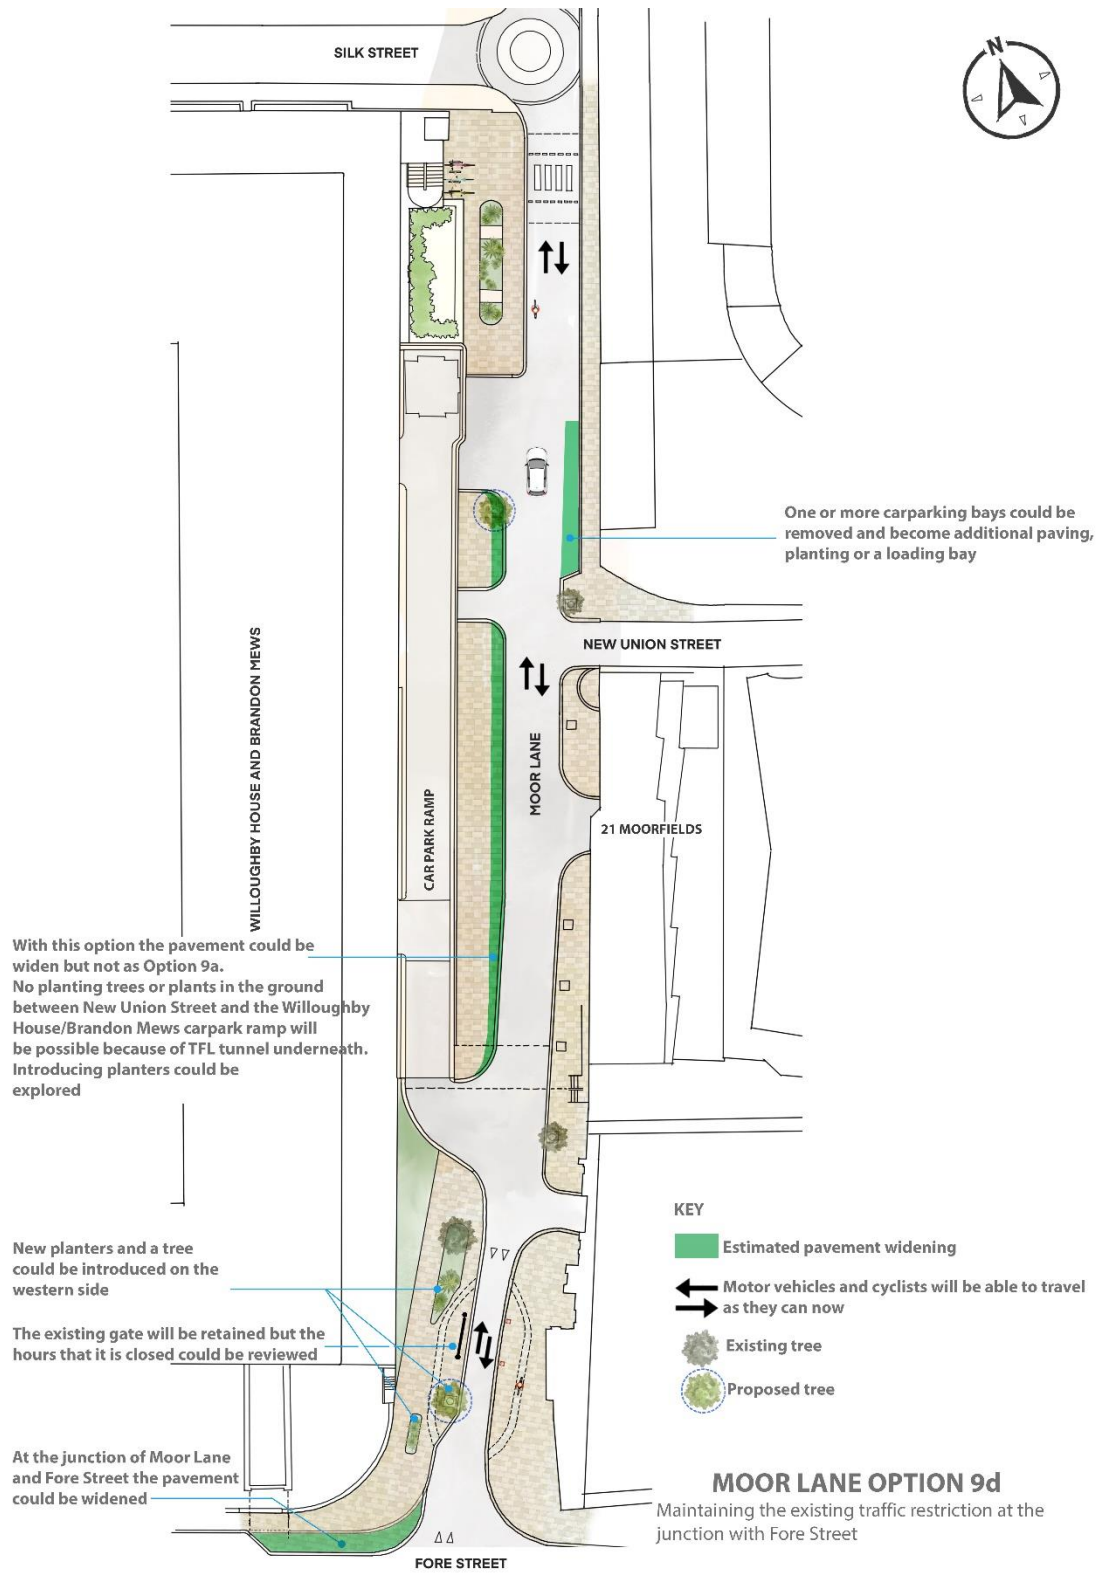 SILK STREET
N
One or more carparking bays could be
removed and become additional paving,
planting or a loading bay
NEW UNION STREET
WILLOUGHBY HOUSE AND BRANDON MEWS
MOOR LANE
CAR PARK RAMP
21 MOORFIELDS
With this option the pavement could be
widen but not as Option 9a.
No planting trees or plants in the ground
between New Union Street and the Willoughby
House/Brandon Mews carpark ramp will
be possible because of TFL tunnel underneath.
Introducing planters could be
explored
New planters and a tree
could be introduced on the
western side
The existing gate will be retained but the
hours that it is closed could be reviewed
At the junction of Moor Lane
and Fore Street the pavement
could be widened
KEY
Estimated pavement widening
Motor vehicles and cyclists will be able to travel
as they can now
Existing tree
Proposed tree
MOOR LANE OPTION 9d
Maintaining the existing traffic restriction at the
junction with Fore Street
FORE STREET